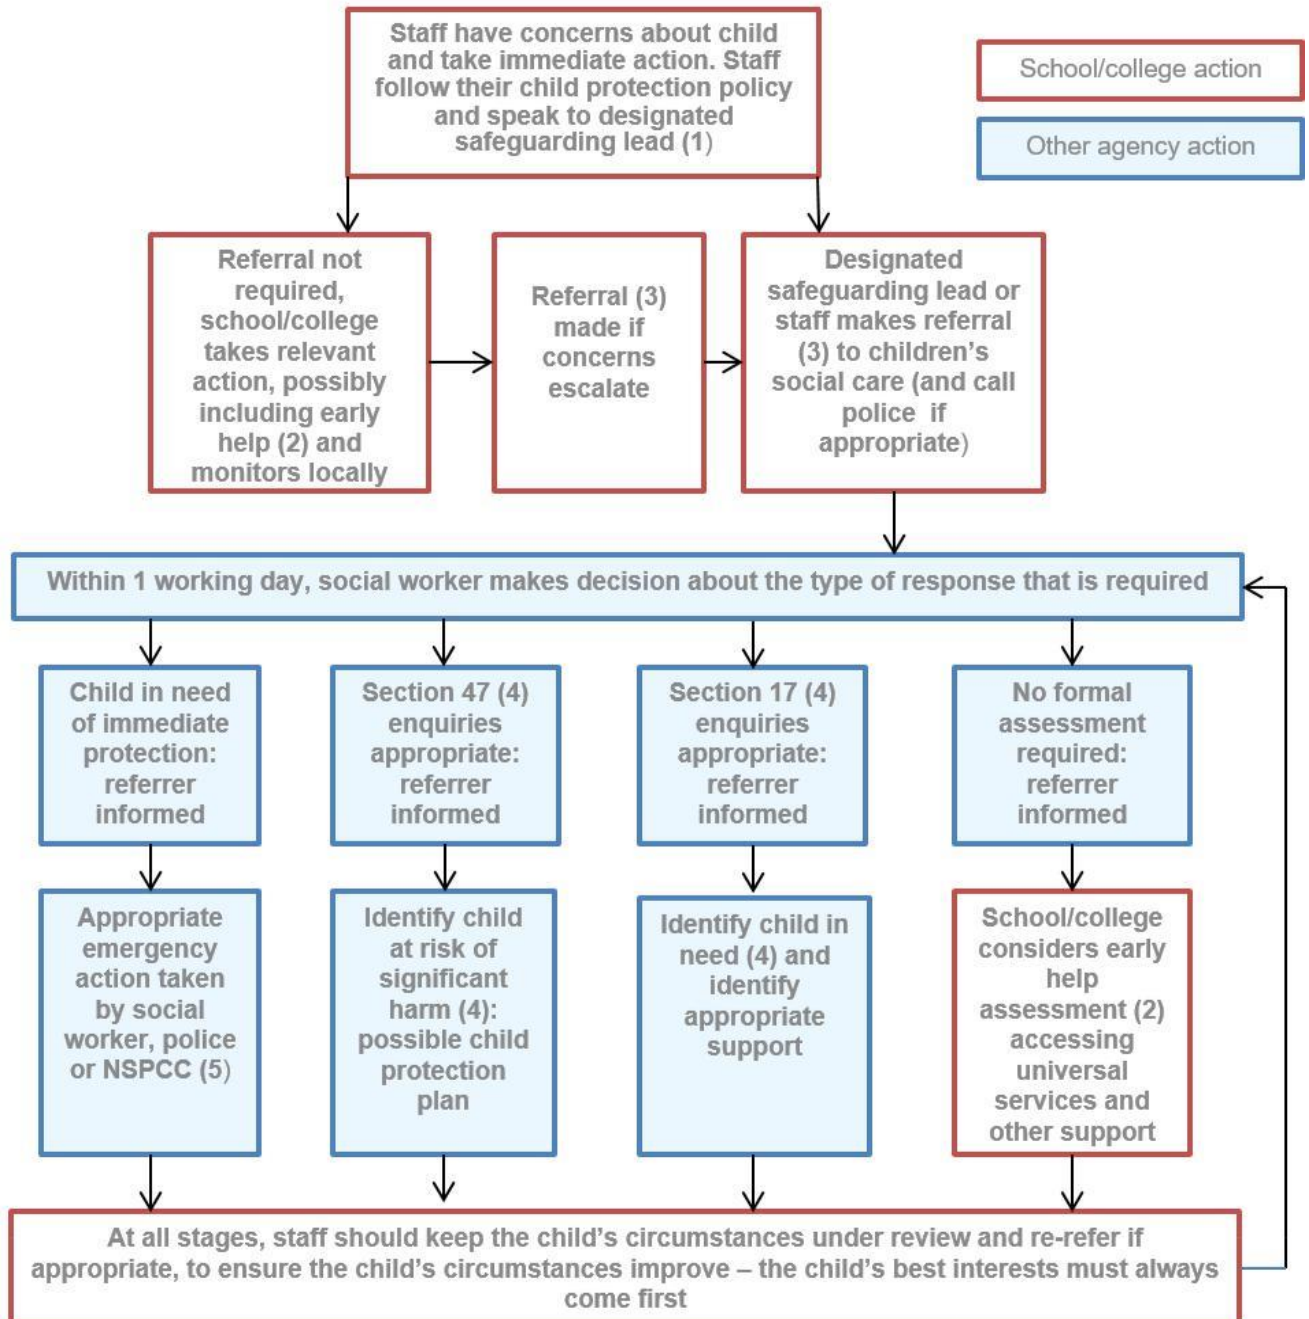 Staff have concerns about child
and take immediate action. Staff
follow their child protection policy
and speak to designated
safeguarding lead (1)
School/college action
Other agency action
Referral not
required,
school/college
takes relevant
action, possibly
including early
help (2) and
monitors locally
Referral (3)
made if
concerns
escalate
Designated
safeguarding lead or
staff makes referral
(3) to children’s
social care (and call
police if
appropriate)
Within 1 working day, social worker makes decision about the type of response that is required
Child in need
of immediate
protection:
referrer
informed
Section 47 (4)
enquiries
appropriate:
referrer
informed
Section 17 (4)
enquiries
appropriate:
referrer
informed
No formal
assessment
required:
referrer
informed
Appropriate
emergency
action taken
by social
worker, police
or NSPCC (5)
Identify child
at risk of
significant
harm (4):
possible child
protection
plan
Identify child in
need (4) and
identify
appropriate
support
School/college
considers early
help
assessment (2)
accessing
universal
services and
other support
At all stages, staff should keep the child’s circumstances under review and re-refer if
appropriate, to ensure the child’s circumstances improve – the child’s best interests must always
come first